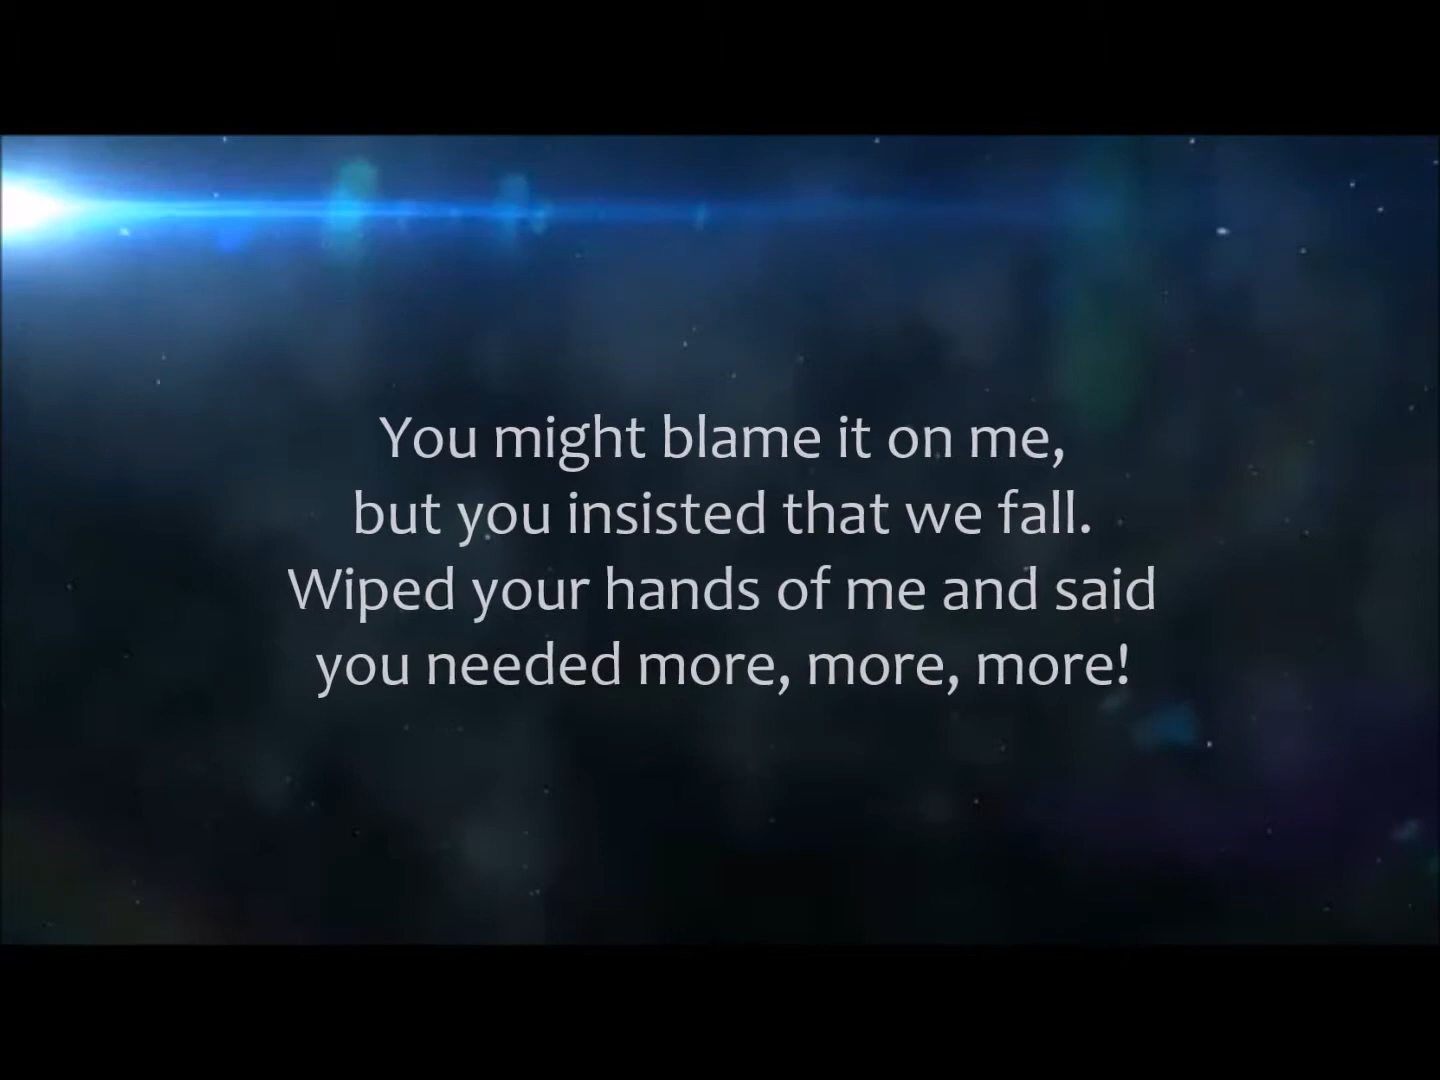 You might blame it on me,
but you insisted that we fall.
Wiped your hands of me and said
you needed more, more, more!